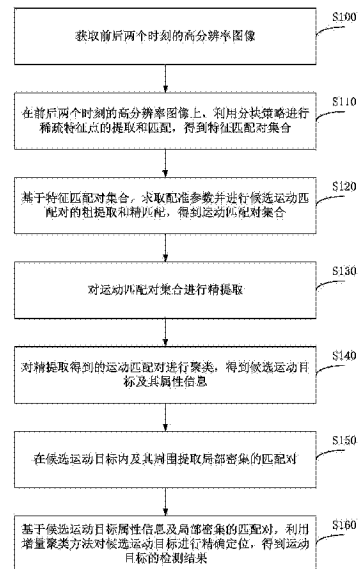 S100
获取前后两个时刻的高分辨率图像
S110
在前后两个时刻的高分辨率图像上，利用分块策略进行
稀疏特征点的提取和匹配，得到特征匹配对集合
S120
基于特征匹配对集合，求取配准参数并进行候选运动匹
配对的粗提取和精匹配，得到运动匹配对集合
S130
对运动匹配对集合进行精提取
S140
对精提取得到的运动匹配对进行聚类，得到候选运动目
标及其属性信息
S150
在候选运动目标内及其周围提取局部密集的匹配对
S160
基于候选运动目标属性信息及局部密集的匹配对，利用
增量聚类方法对候选运动目标进行精确定位，得到运动
目标的检测结果